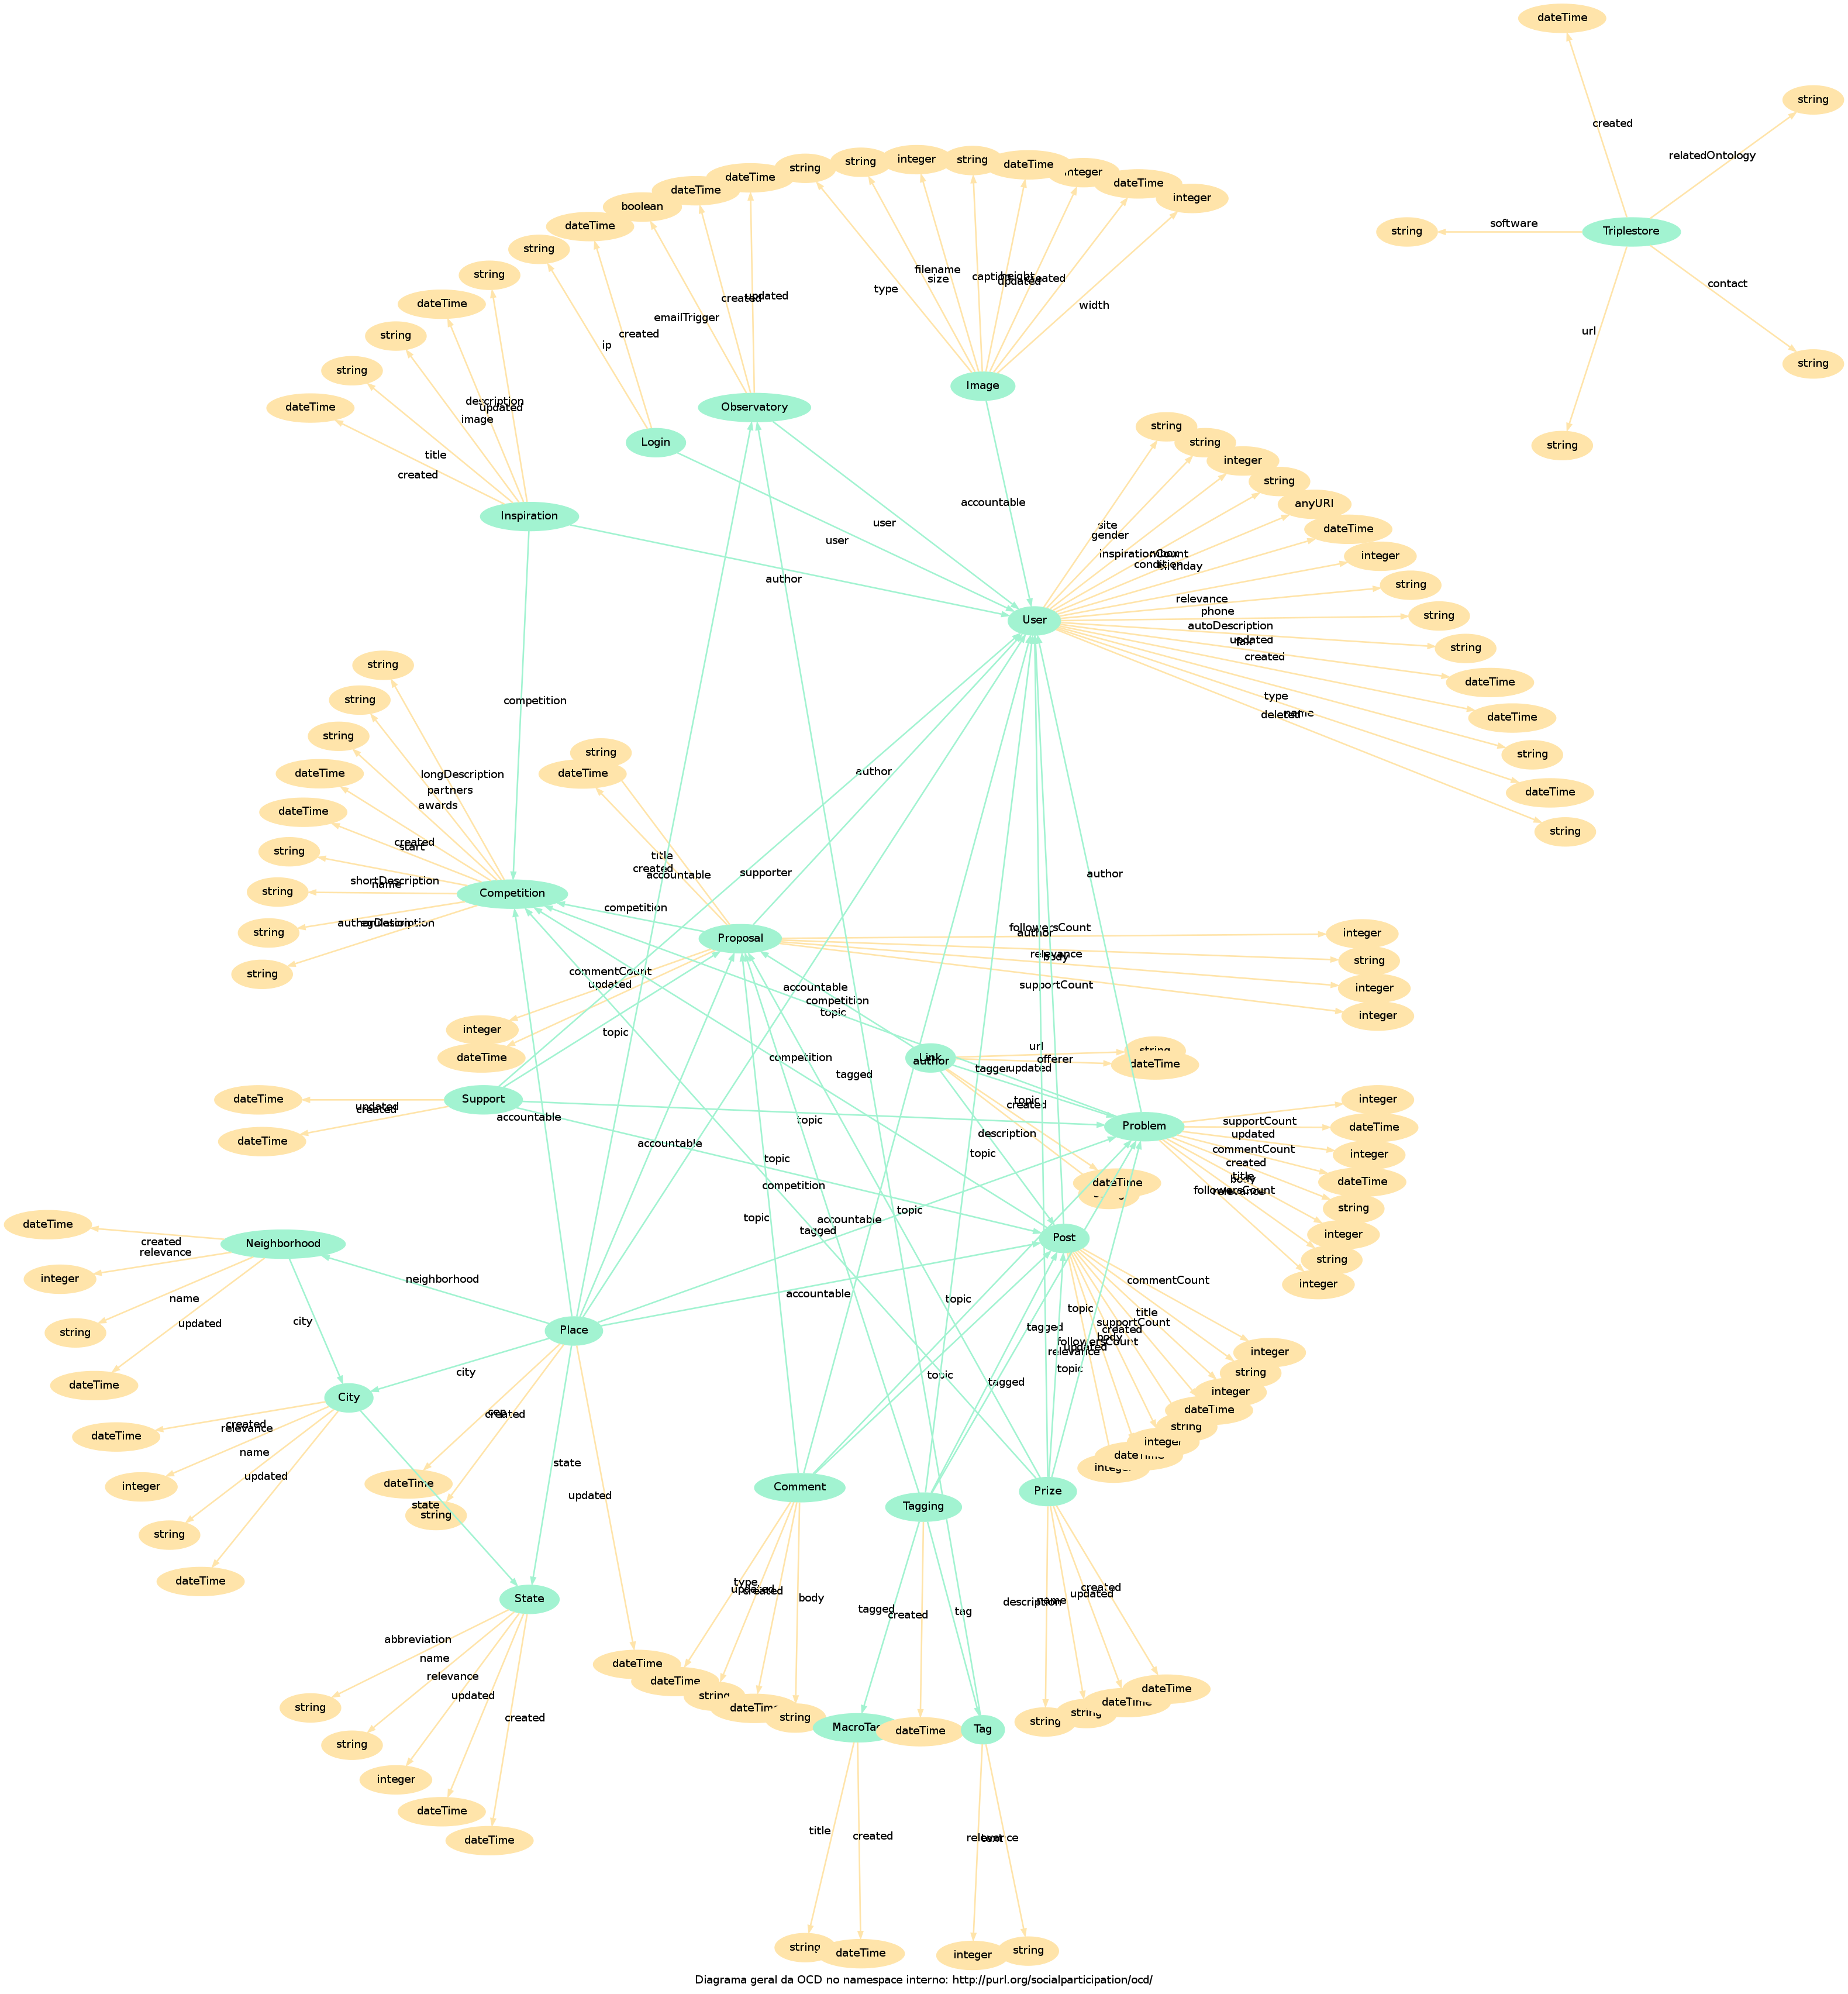 dateTime
string
created
relatedOntology
string
software
Triplestore
contact
string
url
string
string
string
integer
string
dateTime
integer
dateTime
integer
dateTime
dateTime
boolean
dateTime
string
string
dateTime
string
string
dateTime
filename
size
height
updated
type
width
created
updated
emailTrigger
created
ip
Image
Observatory
Login
description
updated
image
title
created
Inspiration
accountable
user
user
author
competition
string
string
integer
string
anyURI
dateTime
integer
string
string
string
dateTime
dateTime
string
dateTime
string
site
gender
inspirationCount
condition
relevance
phone
autoDescription
updated
created
type
name
deleted
User
string
string
string
dateTime
dateTime
string
string
string
string
longDescription
partners
awards
created
start
shortDescription
name
Competition
string
dateTime
title
created
accountable
author
supporter
author
competition
Proposal
followersCount
author
relevance
body
supportCount
integer
string
integer
integer
commentCount
updated
accountable
competition
topic
integer
dateTime
topic
competition
tagged
Link
author
url
offerer
tagger
updated
dateTime
topic
created
description
topic
dateTime
dateTime
updated
created
Support
accountable
accountable
topic
topic
Problem
supportCount
updated
commentCount
created
title
body
followersCount
relevance
integer
dateTime
integer
dateTime
string
integer
string
integer
dateTime
competition
topic
accountable
tagged
topic
Post
dateTime
integer
string
dateTime
created
relevance
name
updated
Neighborhood
neighborhood
city
Place
accountable
topic
topic
tagged
commentCount
title
supportCount
created
body
followersCount
updated
relevance
topic
integer
string
integer
dateTime
string
integer
dateTime
integer
City
city
created
relevance
name
updated
dateTime
integer
string
dateTime
created
dateTime
string
state
state
updated
topic
tagged
Comment
Tagging
Prize
State
abbreviation
name
relevance
updated
created
string
string
integer
dateTime
dateTime
type
updated
created
body
tagged
created
tag
description
name
updated
created
dateTime
dateTime
string
dateTime
string
dateTime
Tag
string
string
dateTime
dateTime
title
created
relevance
text
string
dateTime
integer
string
Diagrama geral da OCD no namespace interno: http://purl.org/socialparticipation/ocd/